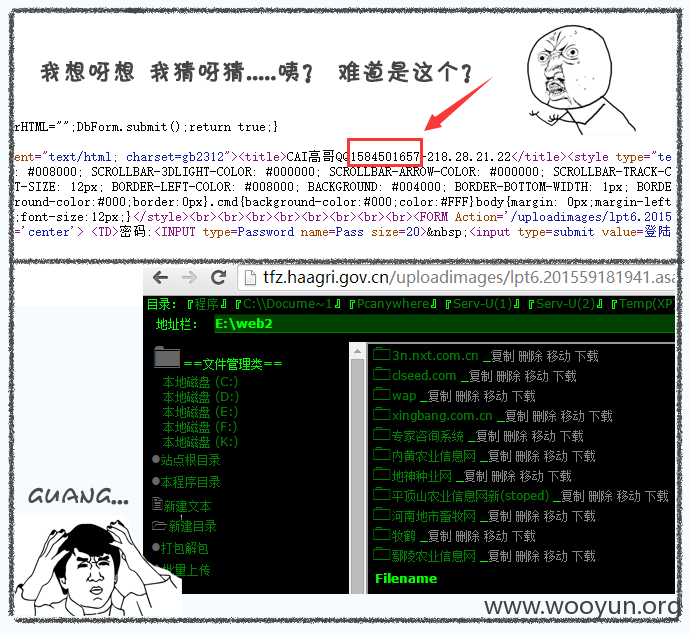 我想呀想 我猜呀猜.....咦? 难道是这个?
rHTML="";DbForm.submit();return true;}
ent="text/html; charset=gb2312"><title>CAI高哥QQ1584501657-218.28.21.22</title><style type="te
: #008000; SCROLLBAR-3DLIGHT-COLOR: #000000; SCROLLBAR-ARROW-COLOR: #000000; SCROLLBAR-TRACK-C
T-SIZE: 12px; BORDER-LEFT-COLOR: #008000; BACKGROUND: #004000; BORDER-BOTTOM-WIDTH: 1px; BORDE
ground-color:#000;border:0px}.cmd{background-color:#000;color:#FFF}body{margin: 0px;margin-left
;font-size:12px;}</style><br><br><br><br><br><br><br><FORM Action='/uploadimages/lpt6.2015
='center'> <TD>密码:<INPUT type=Password name=Pass size=20>&nbsp;<input type=submit value=登陆
tfz.haagri.gov.cn/uploadimages/lpt6.201559181941.asa
目录:『程序』『C:\\Docume~1』『Pcanywhere』『Serv-U(1)』『Serv-U(2)』『Temp(XP
地址栏: E:\web2
==文件管理类==
本地磁盘 (C:)
本地磁盘 (D:)
本地磁盘 (E:)
本地磁盘 (F:)
本地磁盘 (K:)
站点根目录
本程序目录
新建文本
新建目录
打包解包
批量上传
3n.nxt.com.cn _复制 删除 移动 下载
clseed.com _复制 删除 移动 下载
wap _复制 删除 移动 下载
xingbang.com.cn _复制 删除 移动 下载
专家咨询系统 _复制 删除 移动 下载
内黄农业信息网 _复制 删除 移动 下载
地神种业网 _复制 删除 移动 下载
平顶山农业信息网新(stoped) _复制 删除 移动 下载
河南地市畜牧网 _复制 删除 移动 下载
牧鹤 _复制 删除 移动 下载
鄢陵农业信息网 _复制 删除 移动 下载
Filename
GUANG...
www.wooyun.org